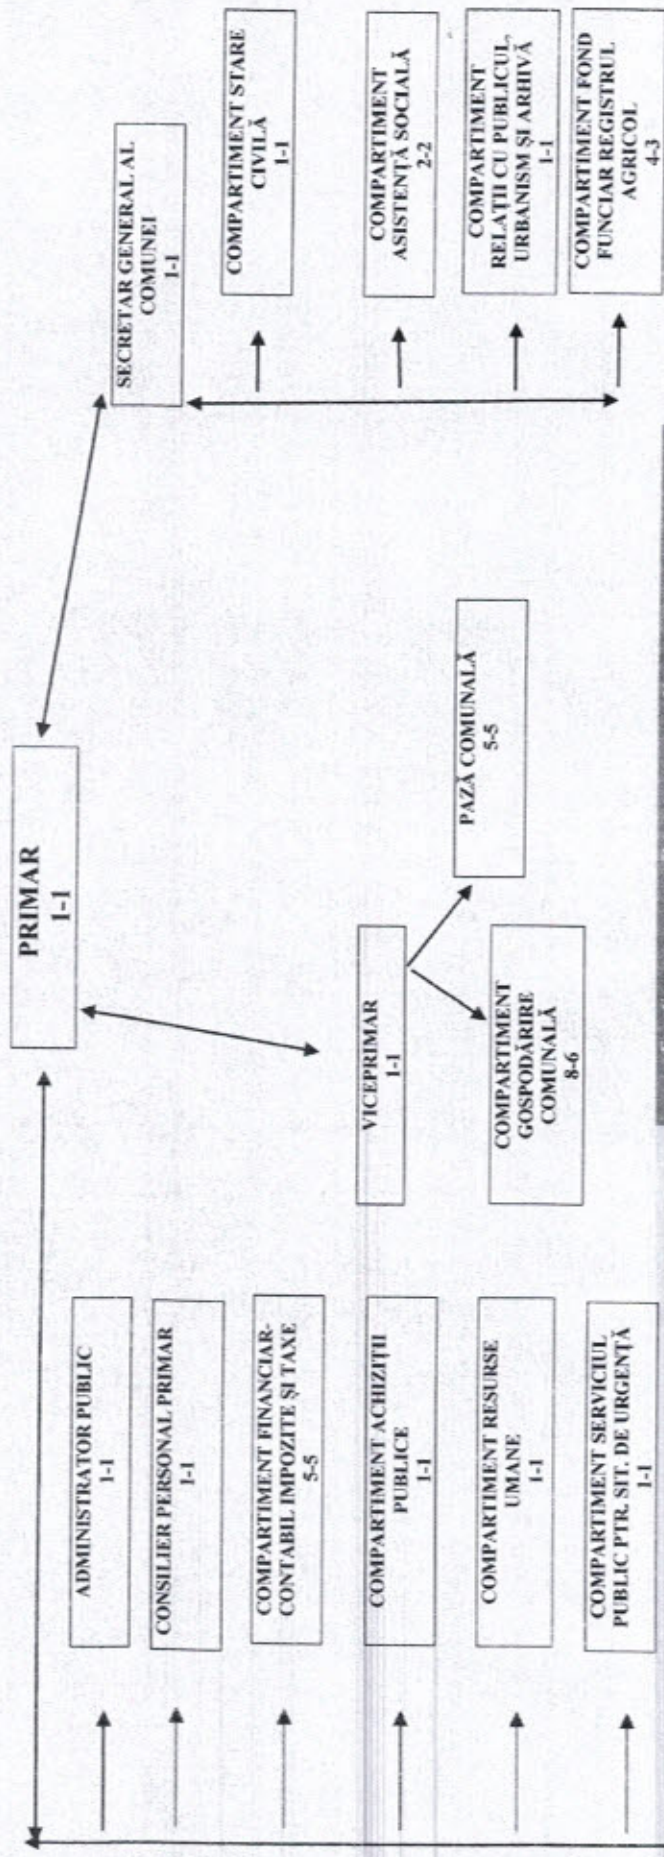 PRIMAR
1-1
SECRETAR GENERAL AL
COMUNEI
1-1
ADMINISTRATOR PUBLIC
1-1
CONSILIER PERSONAL PRIMAR
1-1
COMPARTIMENT FINANCIAR-
CONTABIL IMPOZITE ȘI TAXE
5-5
COMPARTIMENT ACHIZIȚII
PUBLICE
1-1
COMPARTIMENT RESURSE
UMANE
1-1
COMPARTIMENT SERVICIUL
PUBLIC PTR. SIT. DE URGENȚĂ
1-1
VICEPRIMAR
1-1
COMPARTIMENT
GOSPODĂRIRE
COMUNALĂ
8-6
PAZĂ COMUNALĂ
5-5
COMPARTIMENT STARE
CIVILĂ
1-1
COMPARTIMENT
ASISTENȚĂ SOCIALĂ
2-2
COMPARTIMENT
RELAȚII CU PUBLICUL,
URBANISM ȘI ARHIVĂ
1-1
COMPARTIMENT FOND
FUNCIAR REGISTRUL
AGRICOL
4-3